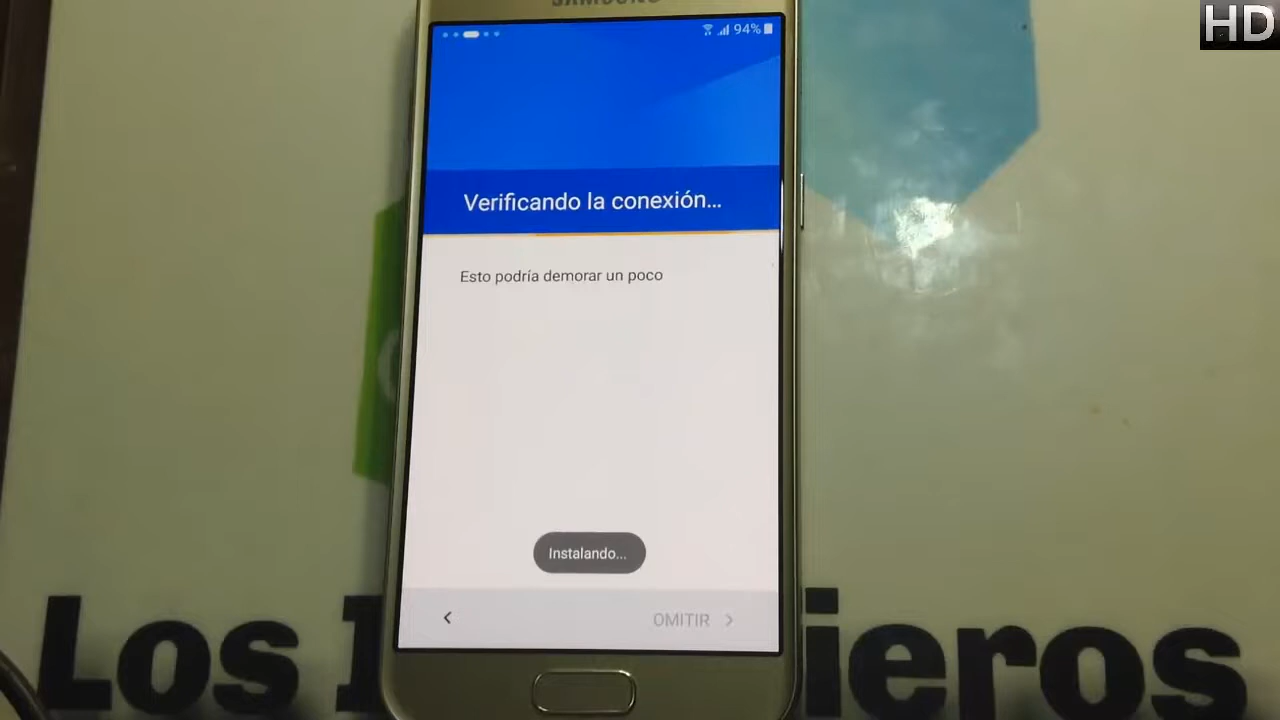 HD
SAMSUNG
94%
Verificando la conexión...
Esto podría demorar un poco
Instalando...
OMITIR
Los
ieros